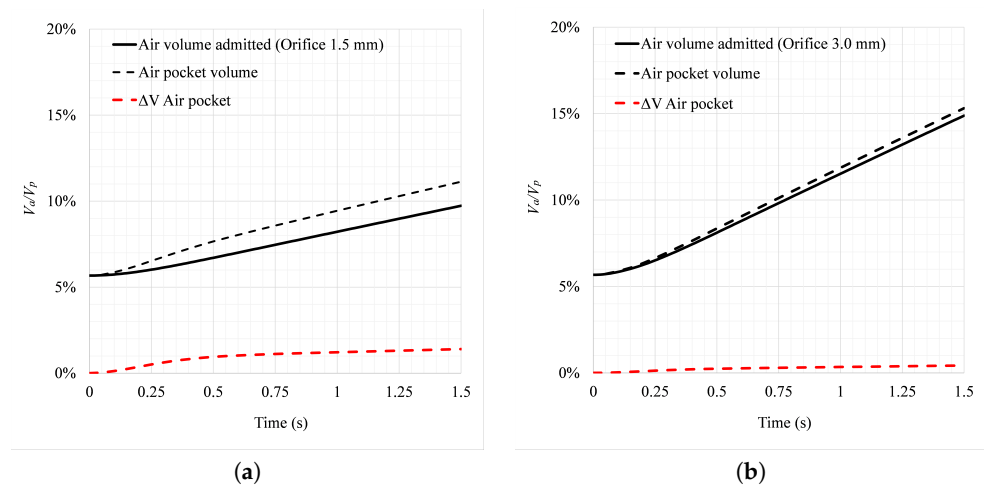 20%
15%
10%
5%
0%
Va/Vp
Air volume admitted (Orifice 1.5 mm)
Air pocket volume
ΔV Air pocket
0 0.25 0.5 0.75 1 1.25 1.5
Time (s)
(a)
20%
15%
10%
5%
0%
Va/Vp
Air volume admitted (Orifice 3.0 mm)
Air pocket volume
ΔV Air pocket
0 0.25 0.5 0.75 1 1.25 1.5
Time (s)
(b)